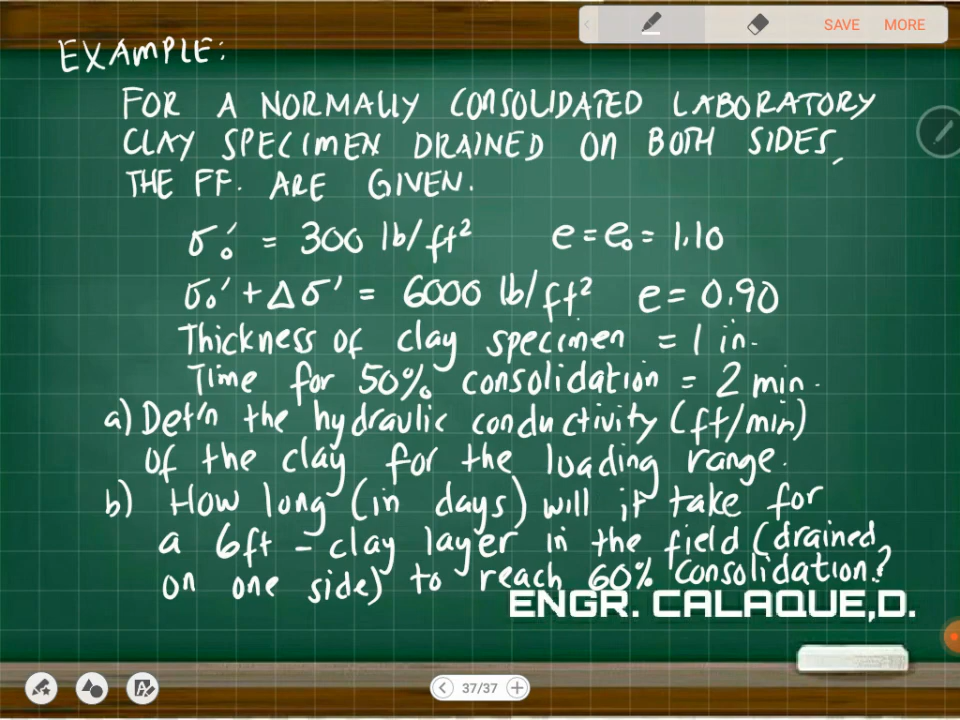 SAVE MORE
EXAMPLE:
FOR A NORMALLY CONSOLIDATED LABORATORY
CLAY SPECIMEN DRAINED ON BOTH SIDES,
THE FF. ARE GIVEN.
σ₀' = 300 lb/ft² e = e₀ = 1.10
σ₀' + Δσ' = 6000 lb/ft² e = 0.90
Thickness of clay specimen = 1 in.
Time for 50% consolidation = 2 min.
a) Det'n the hydraulic conductivity (ft/min)
of the clay for the loading range.
b) How long (in days) will it take for
a 6ft - clay layer in the field (drained
on one side) to reach 60% consolidation?
ENGR. CALAQUE,D.
37/37